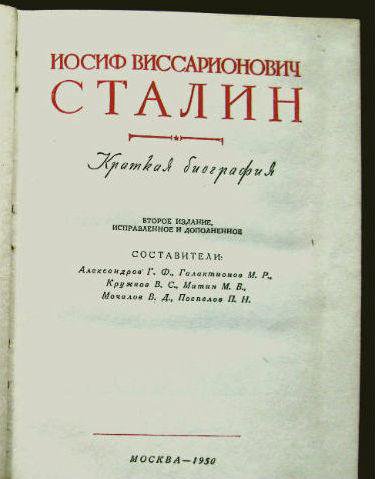 ИОСИФ ВИССАРИОНОВИЧ
СТАЛИН
Краткая биография
ВТОРОЕ ИЗДАНИЕ,
ИСПРАВЛЕННОЕ И ДОПОЛНЕННОЕ
СОСТАВИТЕЛИ:
Александров Г. Ф., Галактионов М. Р.,
Кружков В. С., Митин М. Б.,
Мочалов В. Д., Поспелов П. Н.
МОСКВА—1950